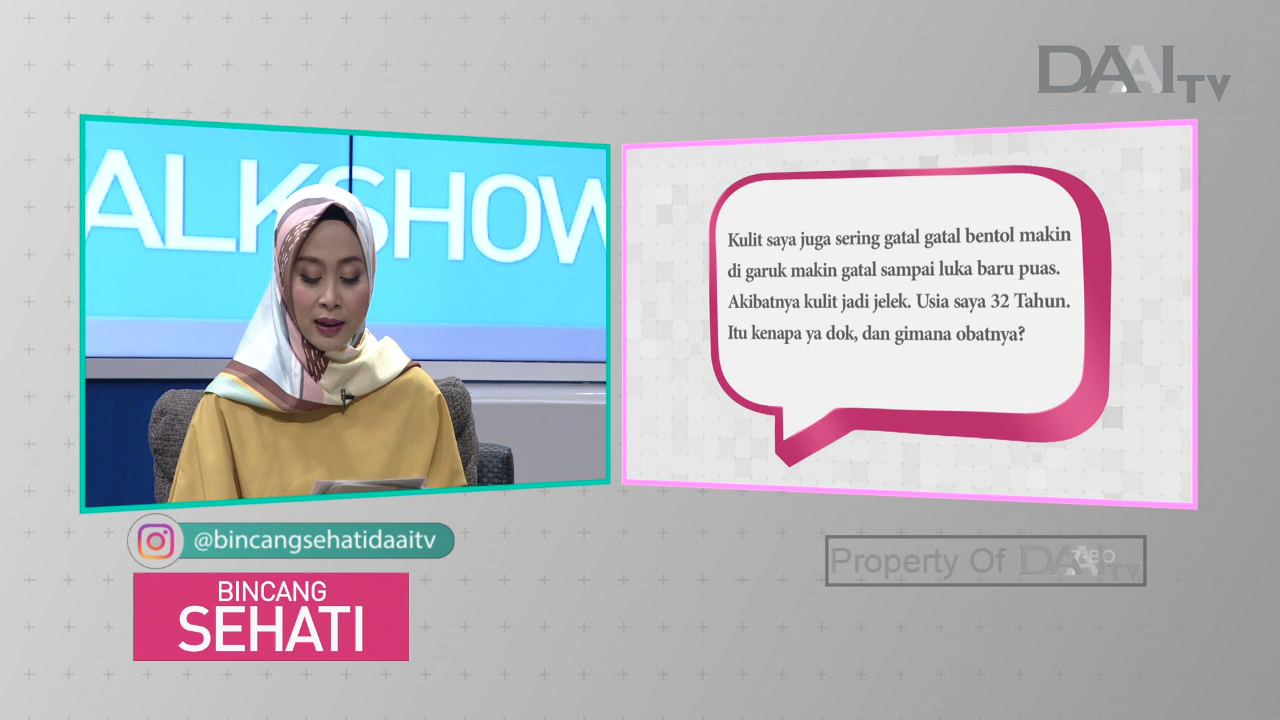 DAAI TV
ALKSHOW
Kulit saya juga sering gatal gatal bentol makin
di garuk makin gatal sampai luka baru puas.
Akibatnya kulit jadi jelek. Usia saya 32 Tahun.
Itu kenapa ya dok, dan gimana obatnya?
@bincangsehatidaaitv
Property Of DAAI TV
BINCANG
SEHATI